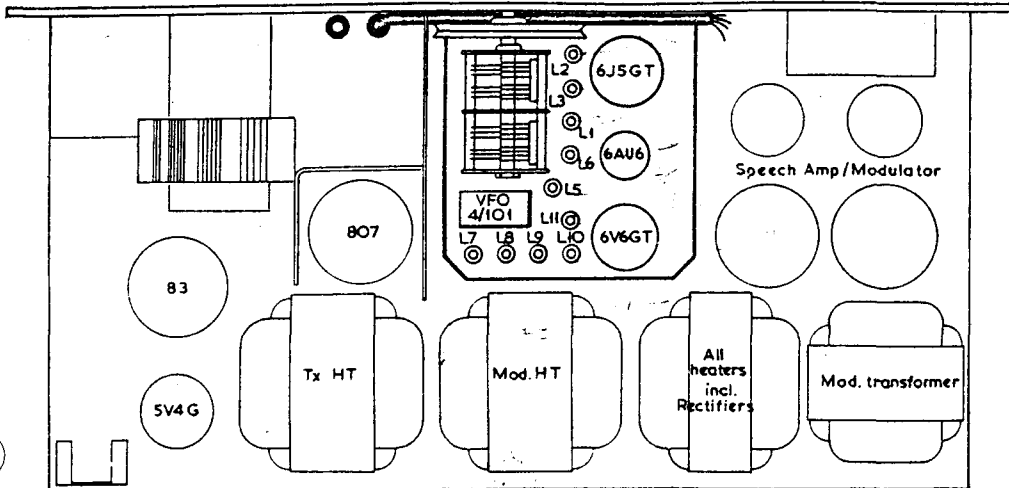 L2
6J5GT
L3
L1
6AU6
L6
Speech Amp/Modulator
L5
VFO
4/101
L11
807
L7 L8 L9 L10
6V6GT
83
Tx HT
Mod. HT
All
heaters
incl.
Rectifiers
Mod. transformer
5V4G